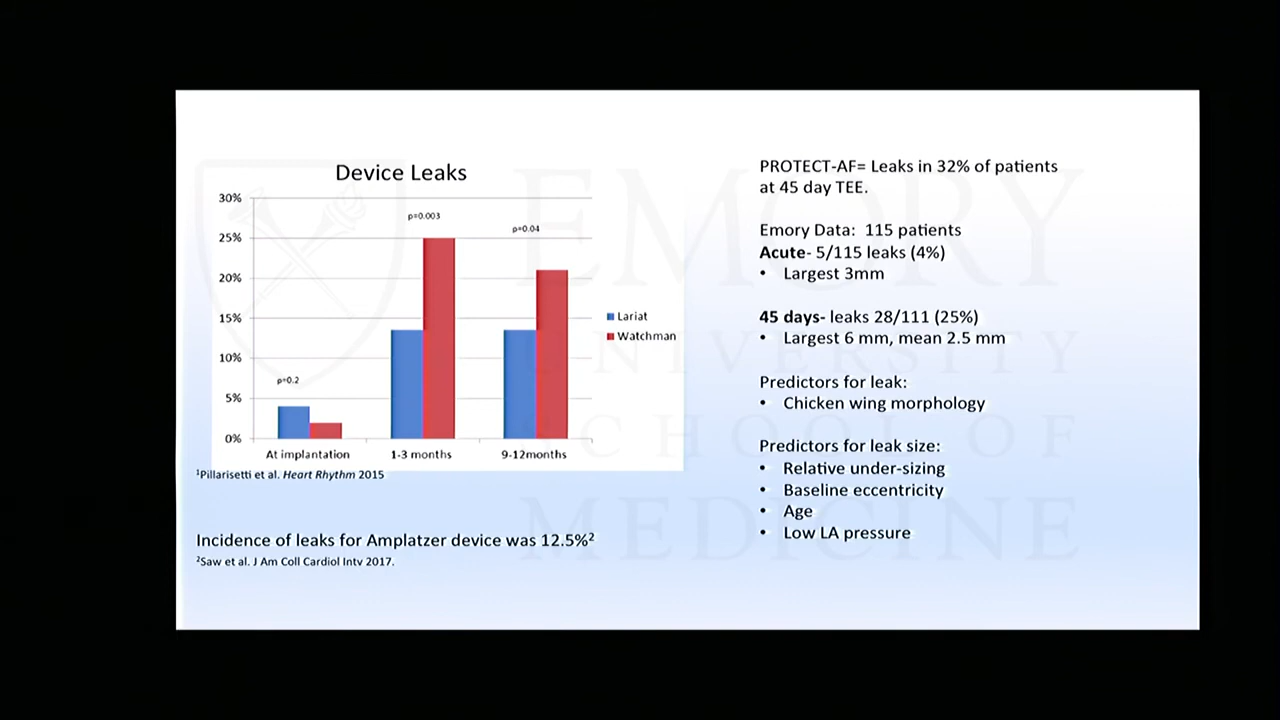 Device Leaks
30%
25%
20%
15%
10%
5%
0%
p=0.2
p=0.003
p=0.04
At implantation
1-3 months
9-12months
Lariat
Watchman
¹Pillarisetti et al. Heart Rhythm 2015
Incidence of leaks for Amplatzer device was 12.5%²
²Saw et al. J Am Coll Cardiol Intv 2017.
PROTECT-AF= Leaks in 32% of patients
at 45 day TEE.
Emory Data: 115 patients
Acute- 5/115 leaks (4%)
• Largest 3mm
45 days- leaks 28/111 (25%)
• Largest 6 mm, mean 2.5 mm
Predictors for leak:
• Chicken wing morphology
Predictors for leak size:
• Relative under-sizing
• Baseline eccentricity
• Age
• Low LA pressure
EMORY
UNIVERSITY
SCHOOL OF
MEDICINE